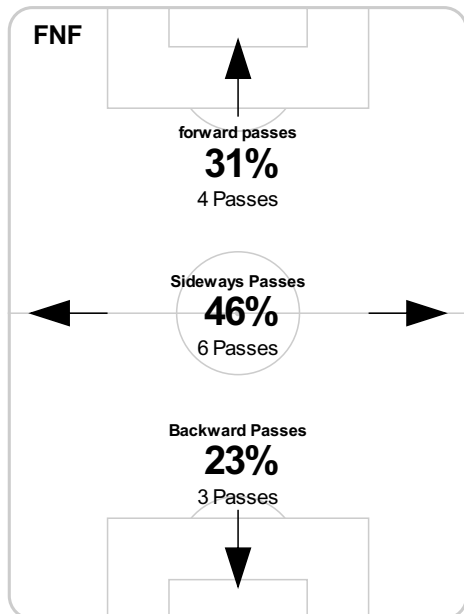 FNF
forward passes
31%
4 Passes
Sideways Passes
46%
6 Passes
Backward Passes
23%
3 Passes